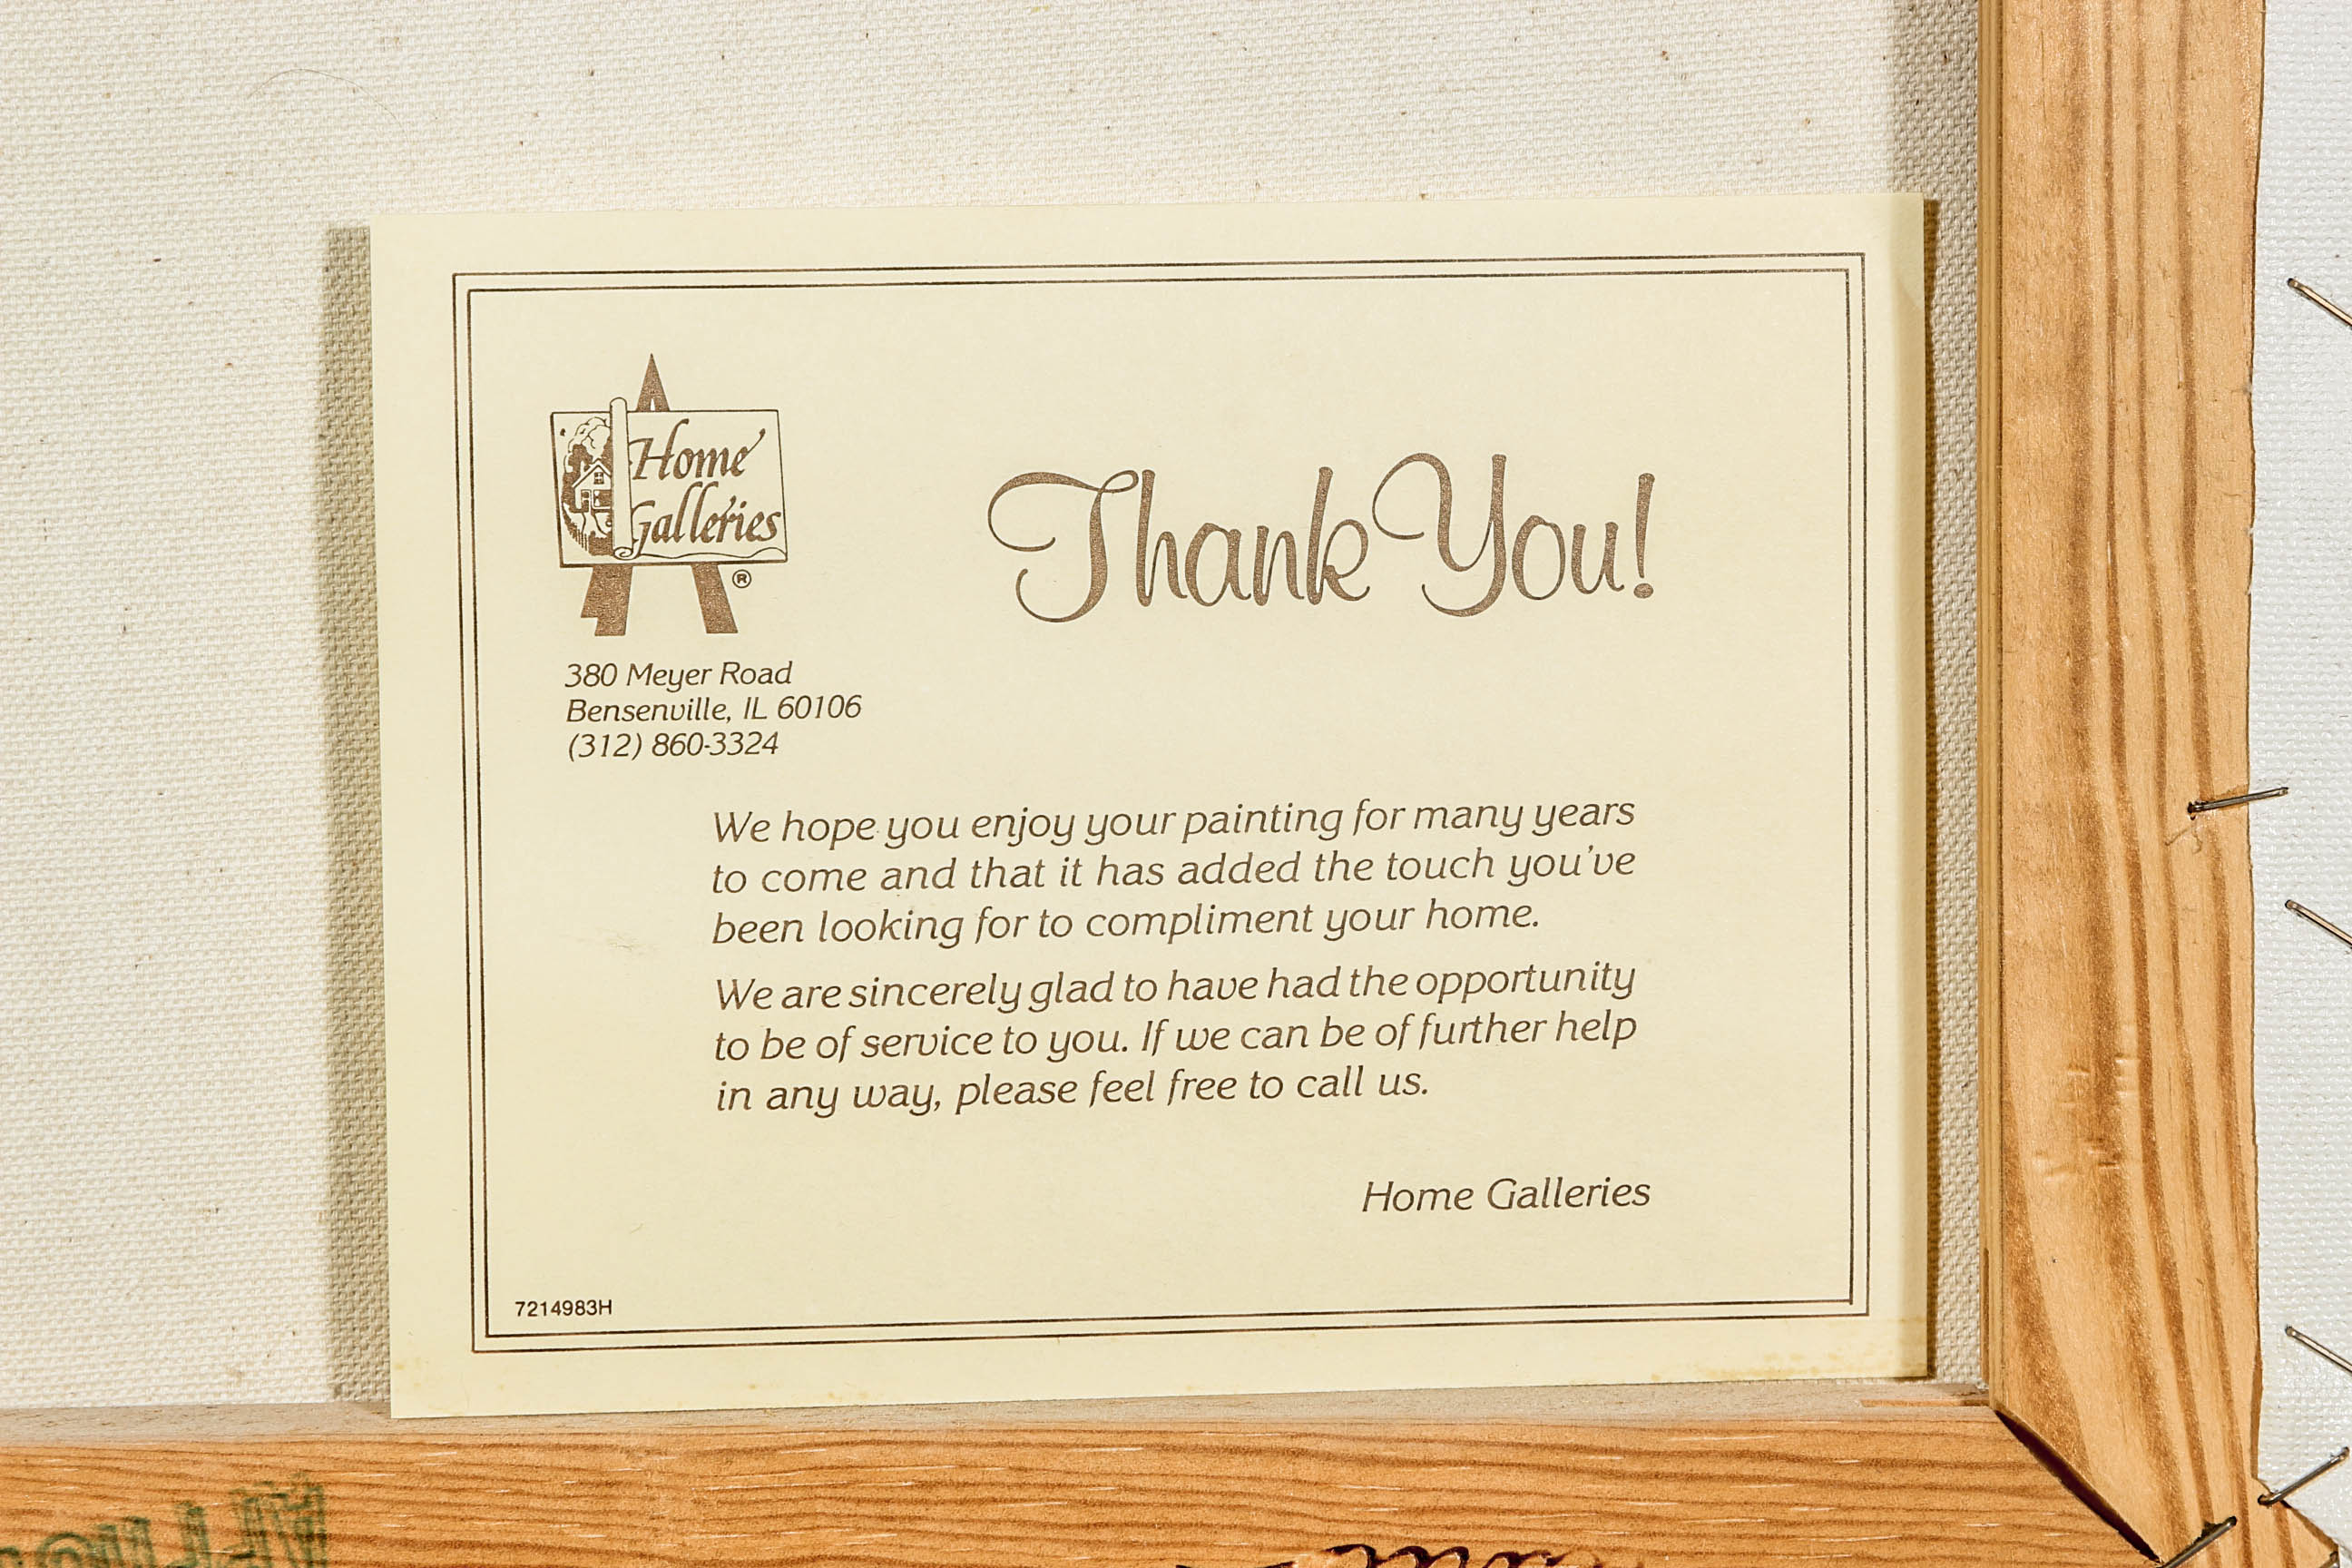 Home
Galleries
®
380 Meyer Road
Bensenville, IL 60106
(312) 860-3324
Thank You!
We hope you enjoy your painting for many years
to come and that it has added the touch you've
been looking for to compliment your home.
We are sincerely glad to have had the opportunity
to be of service to you. If we can be of further help
in any way, please feel free to call us.
Home Galleries
7214983H